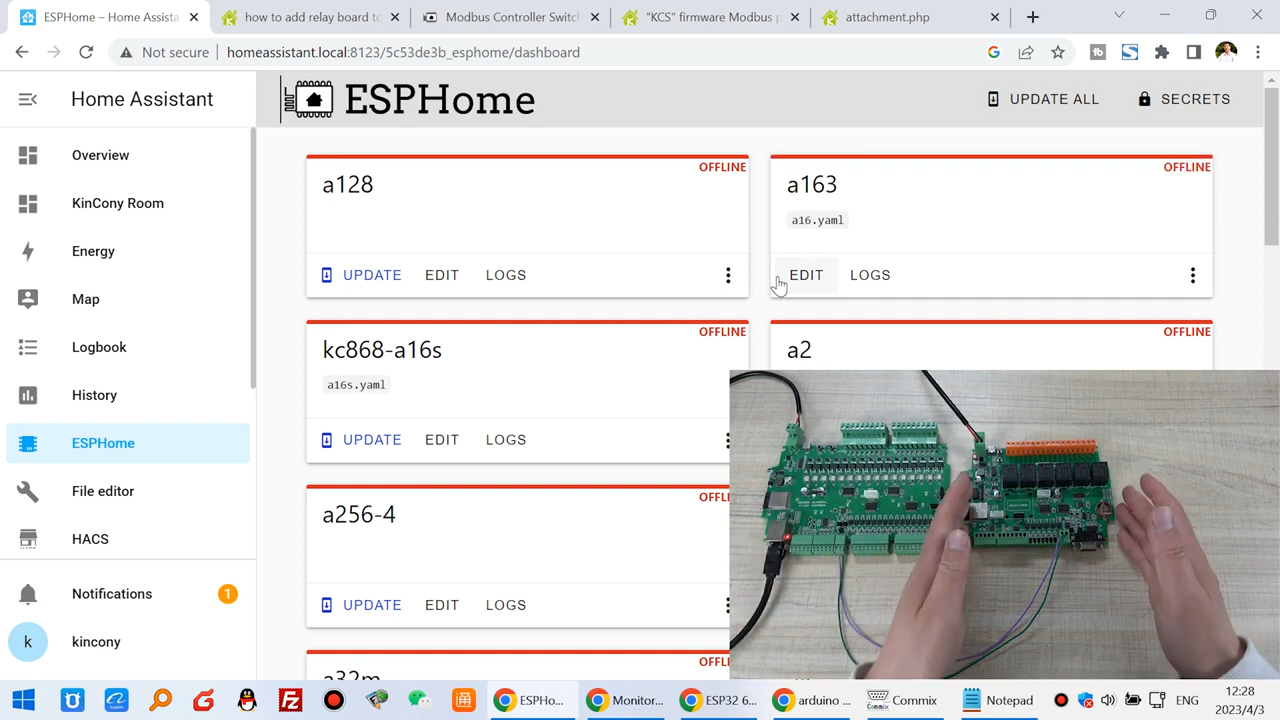 ESPHome – Home Assista
how to add relay board to
Modbus Controller Switch
"KCS" firmware Modbus p
attachment.php
Not secure
homeassistant.local:8123/5c53de3b_esphome/dashboard
Home Assistant
ESPHome
UPDATE ALL
SECRETS
Overview
KinCony Room
Energy
Map
Logbook
History
ESPHome
File editor
HACS
Notifications
1
k
kincony
OFFLINE
a128
UPDATE
EDIT
LOGS
OFFLINE
a163
a16.yaml
EDIT
LOGS
OFFLINE
kc868-a16s
a16s.yaml
UPDATE
EDIT
LOGS
OFFLINE
a2
OFFL
a256-4
UPDATE
EDIT
LOGS
OFFL
a32m
ESPHo...
Monitor...
ESP32 6...
arduino ...
Commix
Notepad
ENG
12:28
2023/4/3